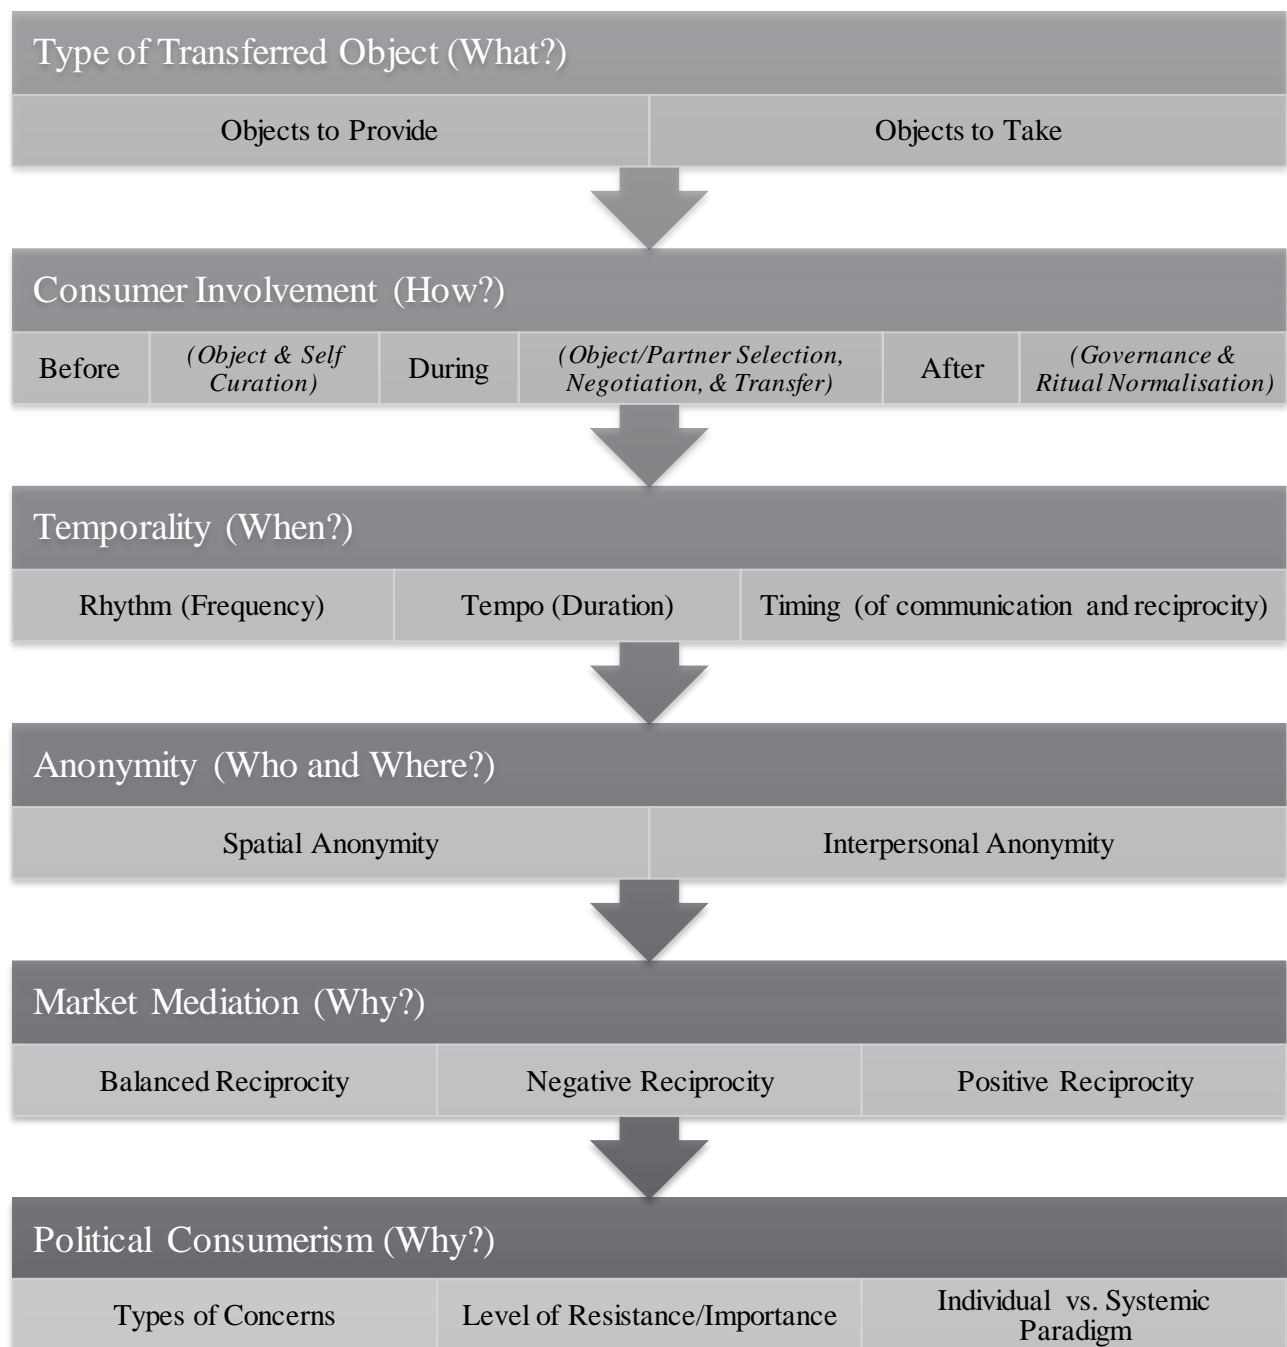 Type of Transferred Object (What?)
Objects to Provide
Objects to Take
Consumer Involvement (How?)
Before
(Object & Self
Curation)
During
(Object/Partner Selection,
Negotiation, & Transfer)
After
(Governance &
Ritual Normalisation)
Temporality (When?)
Rhythm (Frequency)
Tempo (Duration)
Timing (of communication and reciprocity)
Anonymity (Who and Where?)
Spatial Anonymity
Interpersonal Anonymity
Market Mediation (Why?)
Balanced Reciprocity
Negative Reciprocity
Positive Reciprocity
Political Consumerism (Why?)
Types of Concerns
Level of Resistance/Importance
Individual vs. Systemic
Paradigm